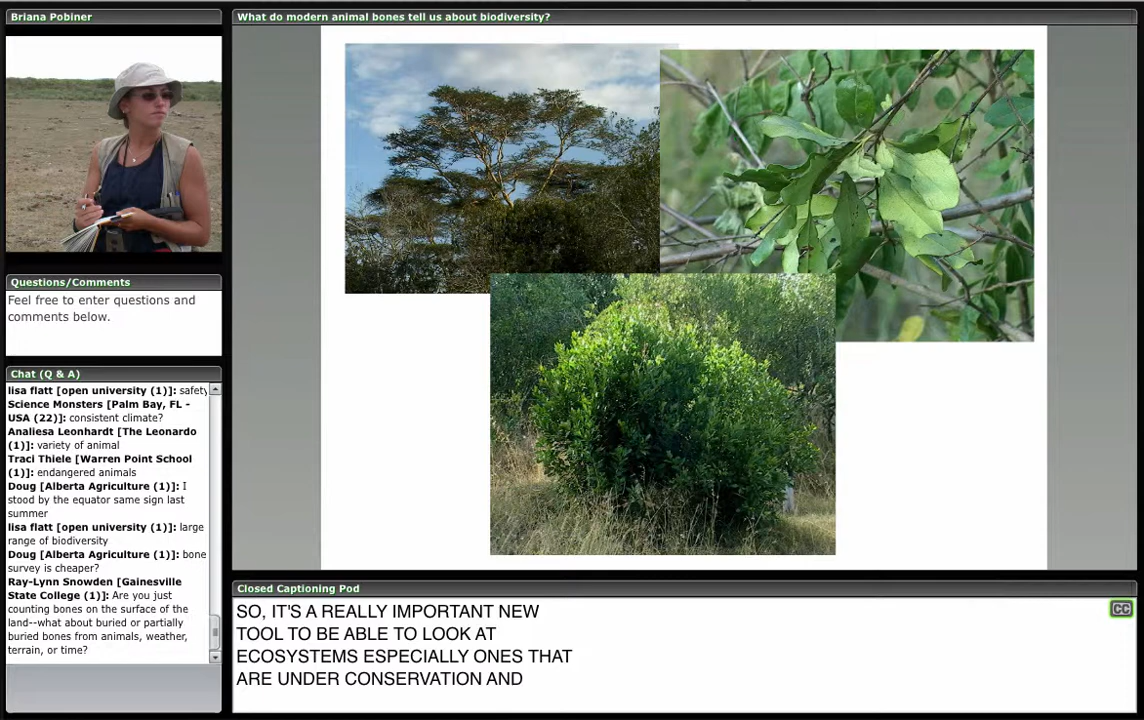 Briana Pobiner
What do modern animal bones tell us about biodiversity?
Questions/Comments
Feel free to enter questions and
comments below.
Chat (Q & A)
lisa flatt [open university (1)]: safety
Science Monsters [Palm Bay, FL -
USA (22)]: consistent climate?
Analiesa Leonhardt [The Leonardo
(1)]: variety of animal
Traci Thiele [Warren Point School
(1)]: endangered animals
Doug [Alberta Agriculture (1)]: I
stood by the equator same sign last
summer
lisa flatt [open university (1)]: large
range of biodiversity
Doug [Alberta Agriculture (1)]: bone
survey is cheaper?
Ray-Lynn Snowden [Gainesville
State College (1)]: Are you just
counting bones on the surface of the
land--what about buried or partially
buried bones from animals, weather,
terrain, or time?
Closed Captioning Pod
SO, IT'S A REALLY IMPORTANT NEW
TOOL TO BE ABLE TO LOOK AT
ECOSYSTEMS ESPECIALLY ONES THAT
ARE UNDER CONSERVATION AND
CC